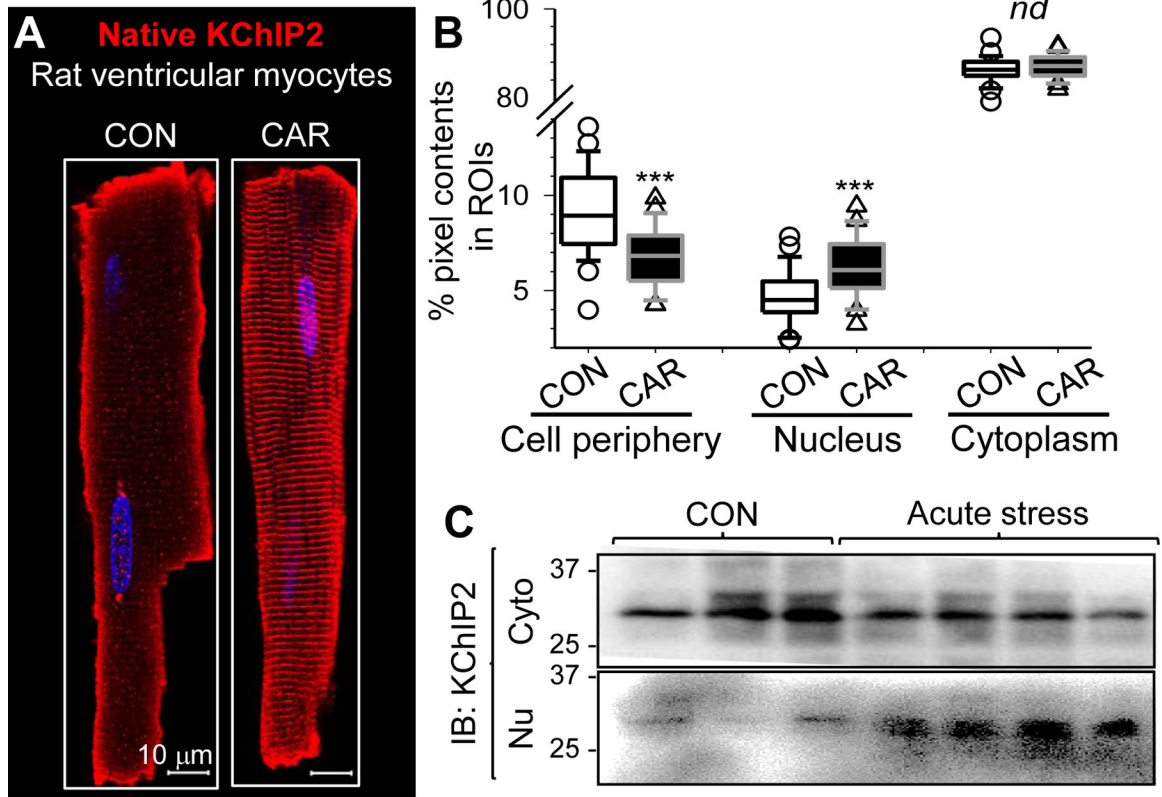 A
Native KChIP2
Rat ventricular myocytes
CON
CAR
10 μm
B
% pixel contents
in ROIs
100
80
10
5
***
***
nd
CON
CAR
CON
CAR
CON
CAR
Cell periphery
Nucleus
Cytoplasm
C
CON
Acute stress
IB: KChIP2
Cyto
37
25
Nu
37
25